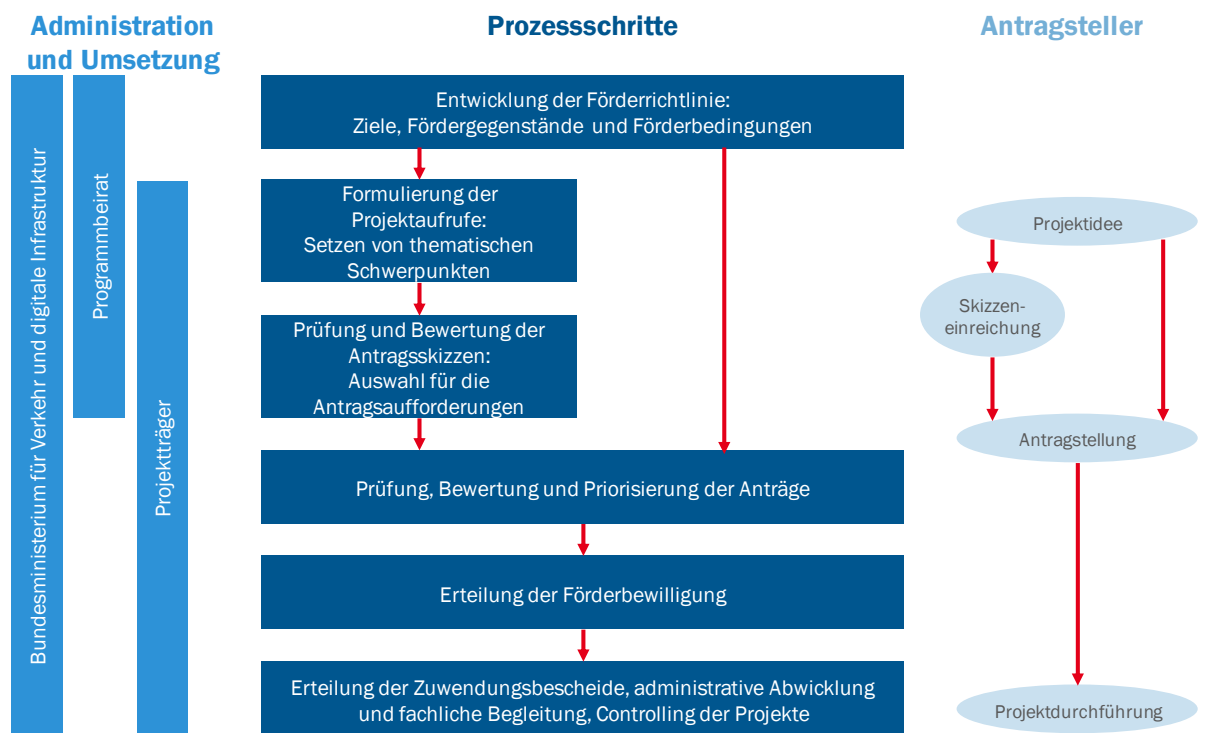 Administration
und Umsetzung
Prozessschritte
Antragsteller
Bundesministerium für Verkehr und digitale Infrastruktur
Programmbeirat
Projektträger
Entwicklung der Förderrichtlinie:
Ziele, Fördergegenstände und Förderbedingungen
Formulierung der
Projektaufrufe:
Setzen von thematischen
Schwerpunkten
Prüfung und Bewertung der
Antragsskizzen:
Auswahl für die
Antragsaufforderungen
Prüfung, Bewertung und Priorisierung der Anträge
Erteilung der Förderbewilligung
Erteilung der Zuwendungsbescheide, administrative Abwicklung
und fachliche Begleitung, Controlling der Projekte
Projektidee
Skizzen-
einreichung
Antragstellung
Projektdurchführung